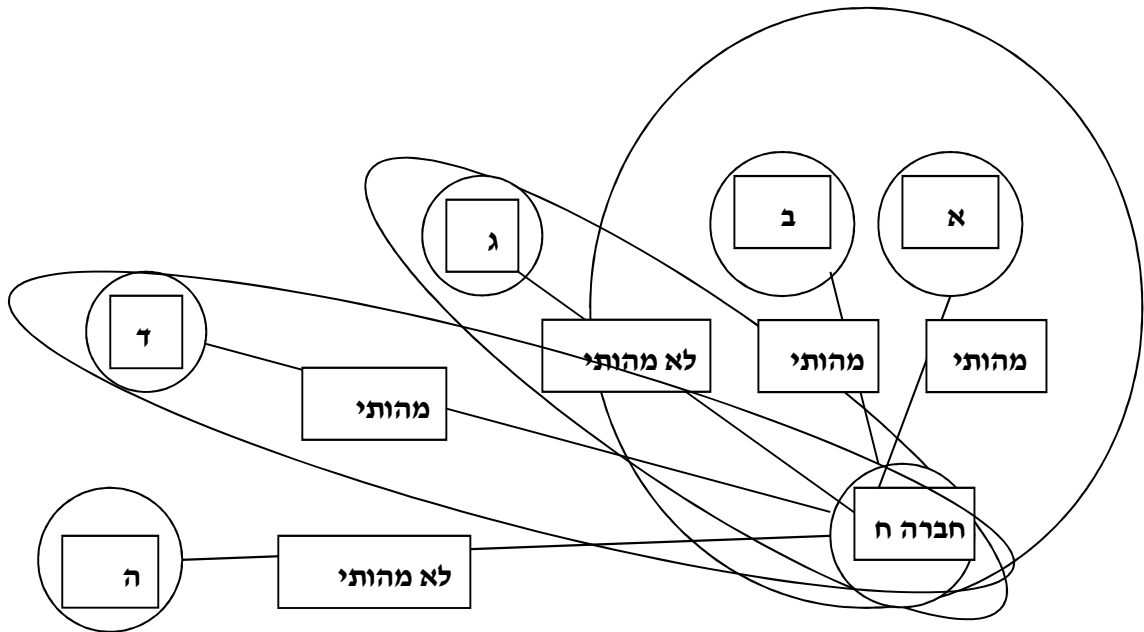 א
ב
ג
ד
מהותי
מהותי
לא מהותי
מהותי
חברה ח
לא מהותי
ה